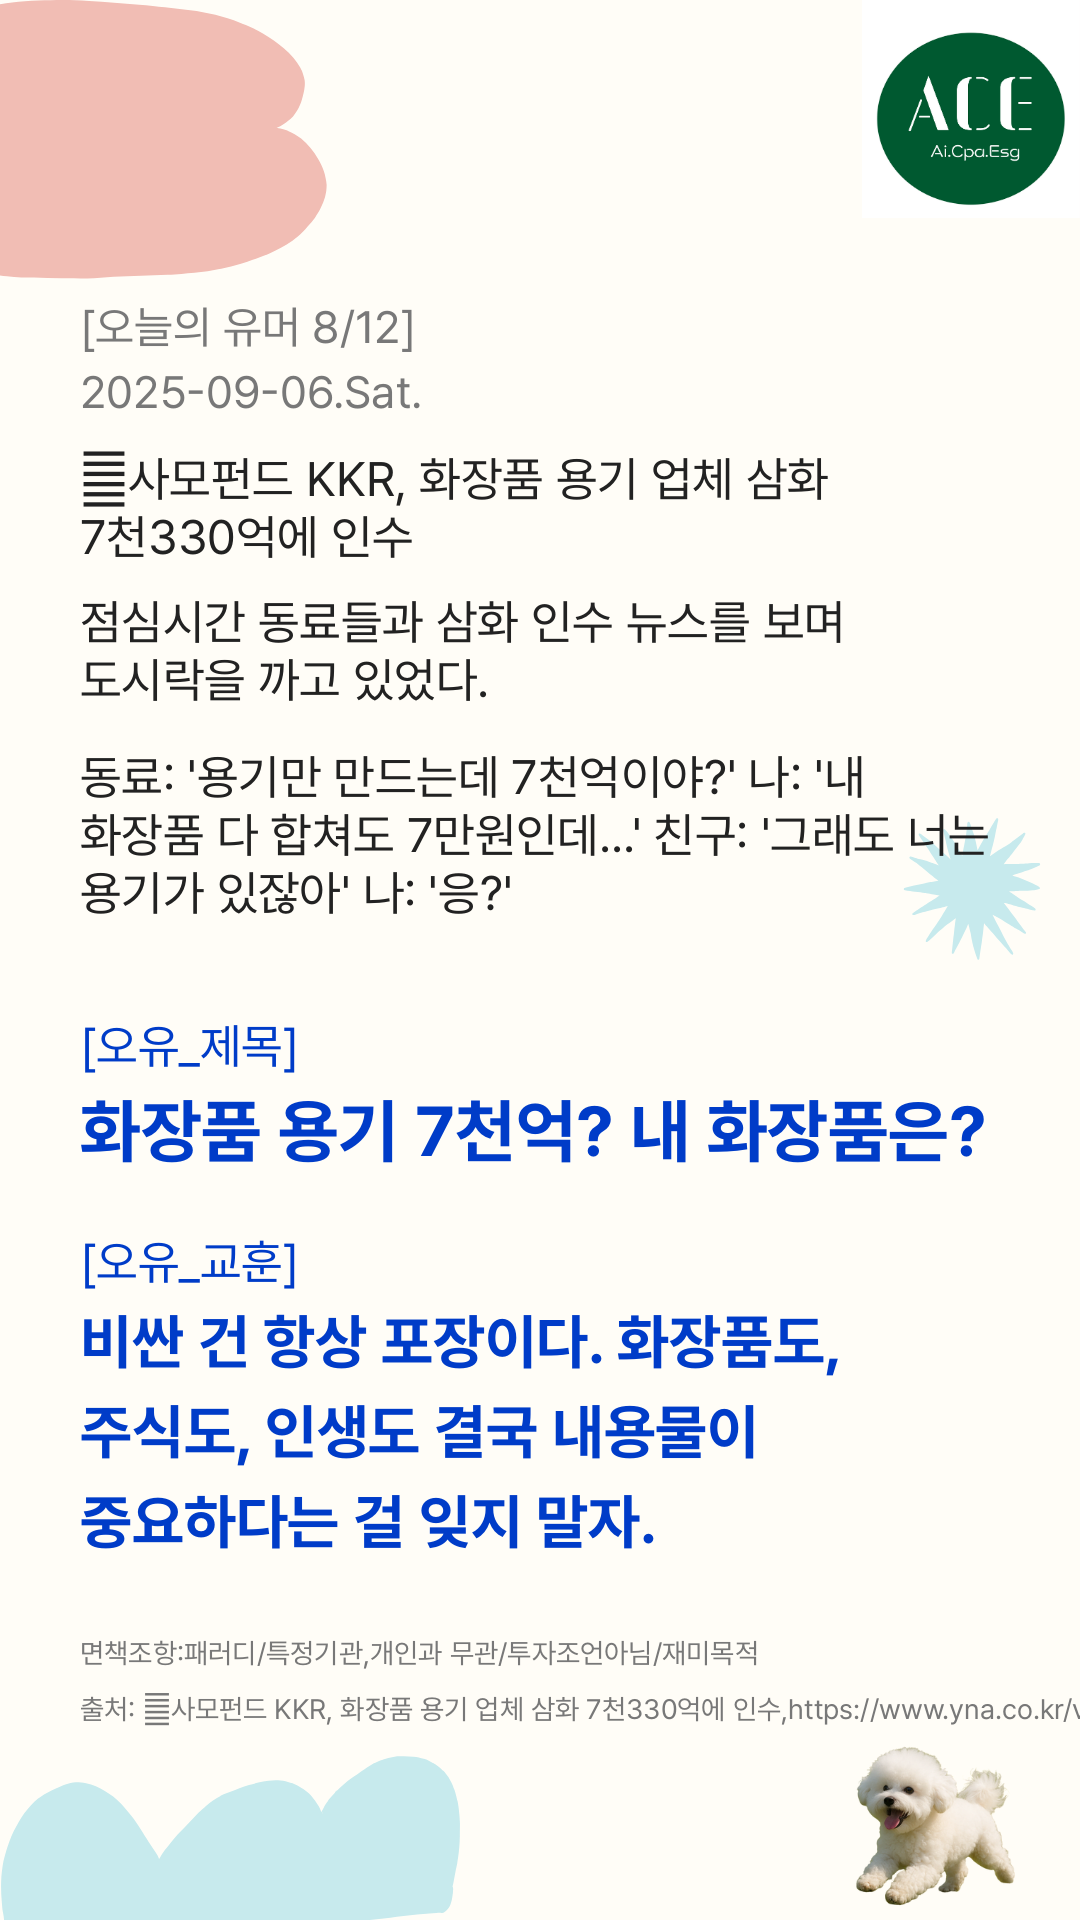 ACE
Ai.Cpa.Esg
[오늘의 유머 8/12]
2025-09-06.Sat.
사모펀드 KKR, 화장품 용기 업체 삼화
7천330억에 인수
점심시간 동료들과 삼화 인수 뉴스를 보며
도시락을 까고 있었다.
동료: '용기만 만드는데 7천억이야?' 나: '내
화장품 다 합쳐도 7만원인데...' 친구: '그래도 너는
용기가 있잖아' 나: '응?'
[오유_제목]
화장품 용기 7천억? 내 화장품은?
[오유_교훈]
비싼 건 항상 포장이다. 화장품도,
주식도, 인생도 결국 내용물이
중요하다는 걸 잊지 말자.
면책조항:패러디/특정기관,개인과 무관/투자조언아님/재미목적
출처: 사모펀드 KKR, 화장품 용기 업체 삼화 7천330억에 인수,https://www.yna.co.kr/v